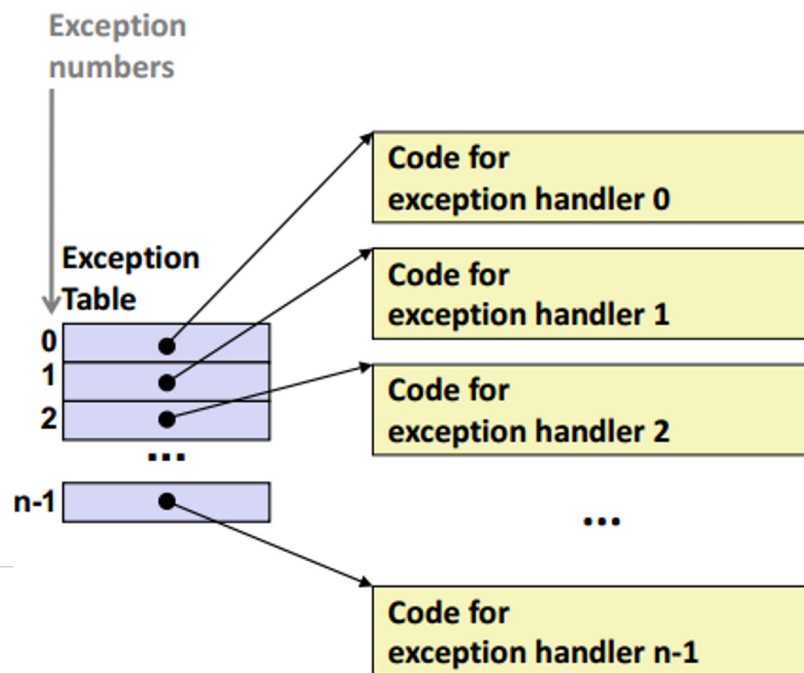 Exception
numbers
Code for
exception handler 0
Exception
Table
Code for
exception handler 1
0
1
2
...
n-1
Code for
exception handler 2
...
Code for
exception handler n-1